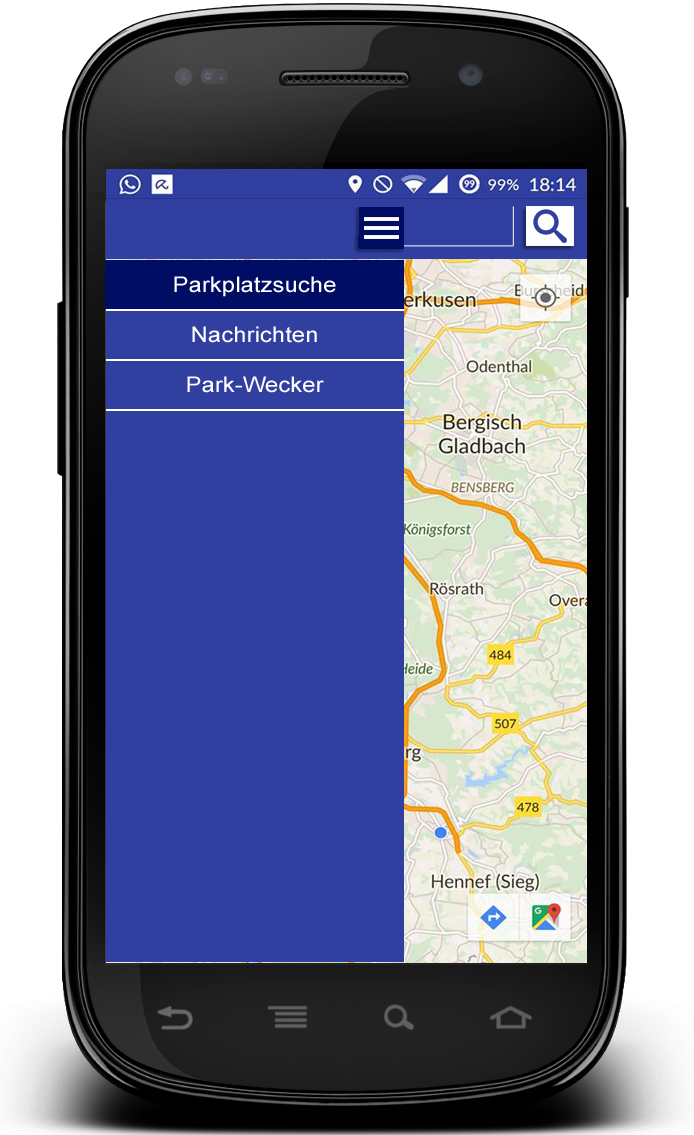 99 99% 18:14
Parkplatzsuche
Nachrichten
Park-Wecker
erkusen
Odenthal
Bergisch
Gladbach
BENSBERG
Königsforst
Rösrath
Overa
Heide
484
507
rg
478
Hennef (Sieg)
G